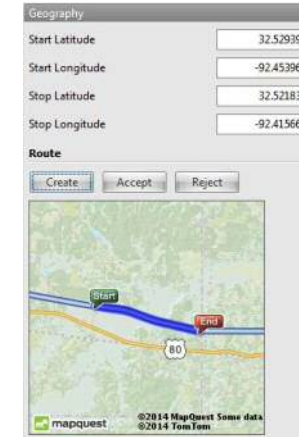 Geography
Start Latitude 32.52939
Start Longitude -92.45396
Stop Latitude 32.52183
Stop Longitude -92.41566
Route
Create Accept Reject
Start
End
80
mapquest ©2014 MapQuest Some data
©2014 TomTom